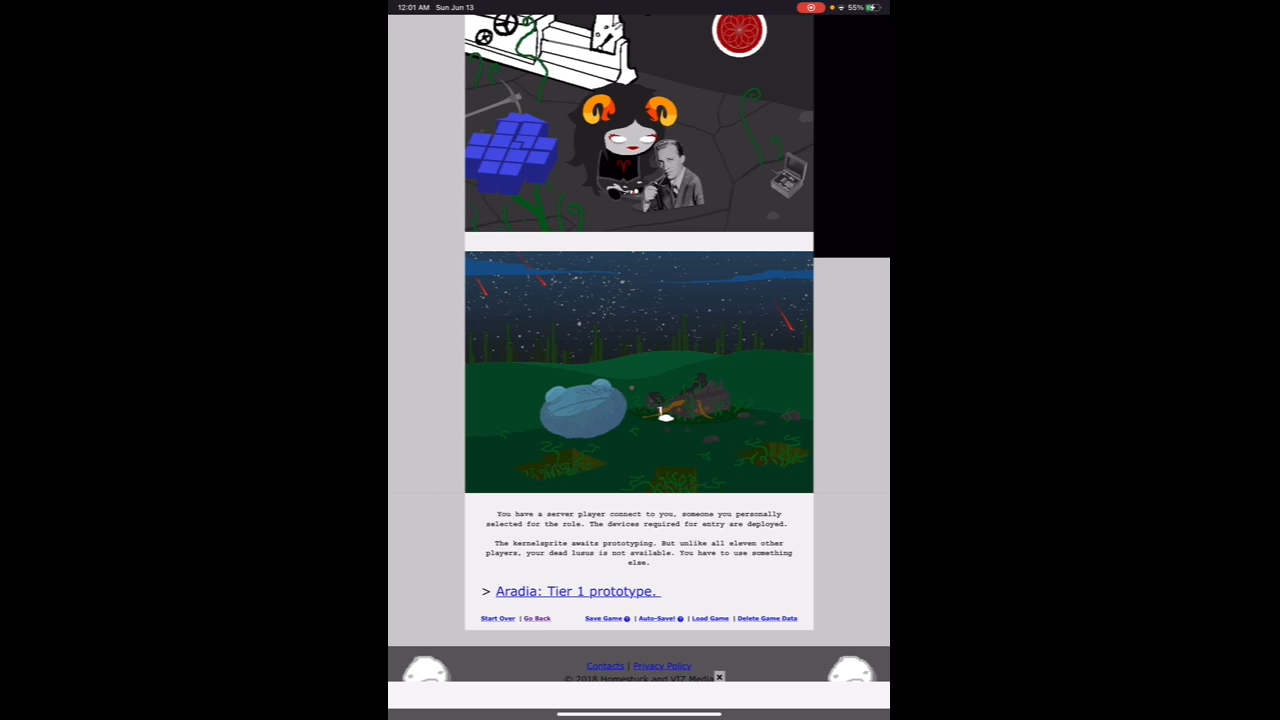 12:01 AM Sun Jun 13
55%
You have a server player connect to you, someone you personally
selected for the role. The devices required for entry are deployed.
The kernelsprite awaits prototyping. But unlike all eleven other
players, your dead lusus is not available. You have to use something
else.
> Aradia: Tier 1 prototype.
Start Over | Go Back Save Game ? | Auto-Save! ? | Load Game | Delete Game Data
Contacts | Privacy Policy
© 2018 Homestuck and VIZ Media